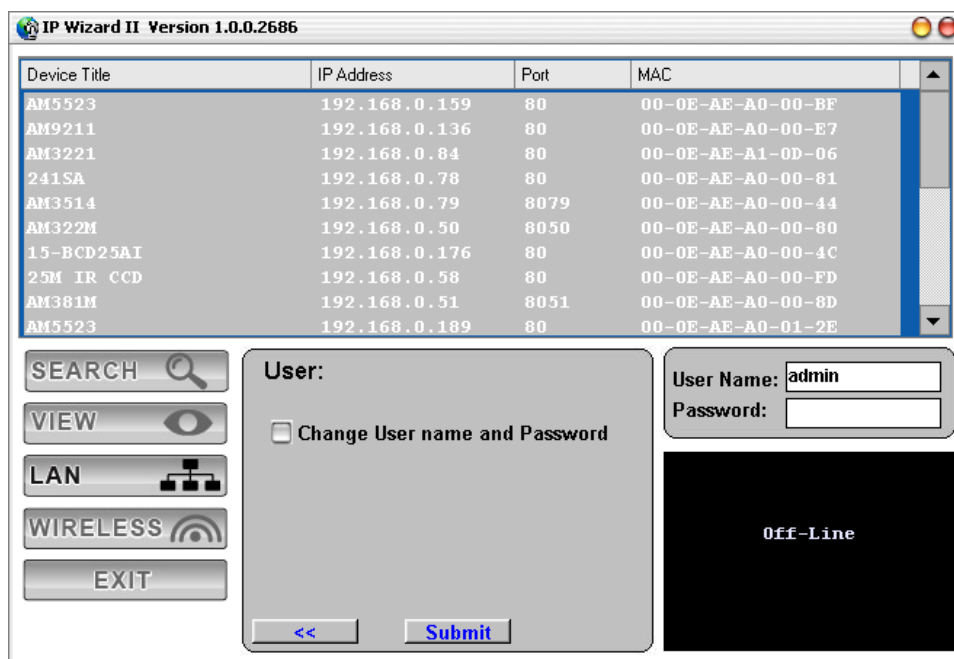 IP Wizard II Version 1.0.0.2686
Device Title IP Address Port MAC
AM5523 192.168.0.159 80 00-0E-AE-A0-00-BF
AM9211 192.168.0.136 80 00-0E-AE-A0-00-E7
AM3221 192.168.0.84 80 00-0E-AE-A1-0D-06
241SA 192.168.0.78 80 00-0E-AE-A0-00-81
AM3514 192.168.0.79 8079 00-0E-AE-A0-00-44
AM322M 192.168.0.50 8050 00-0E-AE-A0-00-80
15-BCD25AI 192.168.0.176 80 00-0E-AE-A0-00-4C
25M IR CCD 192.168.0.58 80 00-0E-AE-A0-00-FD
AM381M 192.168.0.51 8051 00-0E-AE-A0-00-8D
AM5523 192.168.0.189 80 00-0E-AE-A0-01-2E
SEARCH
VIEW
LAN
WIRELESS
EXIT
User:
Change User name and Password
<< Submit
User Name: admin
Password:
Off-Line